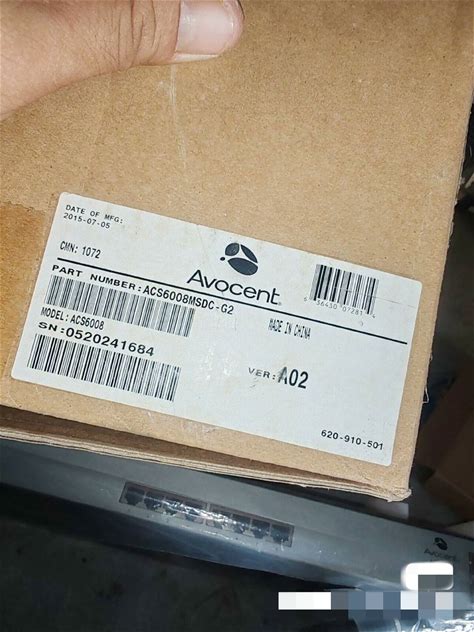 DATE OF MFG:
2015-07-05
CMN: 1072
Avocent.
PART NUMBER: ACS6008MSDC-G2
MADE IN CHINA
MODEL: ACS6008
SN: 0520241684
VER: A02
620-910-501
Avocent